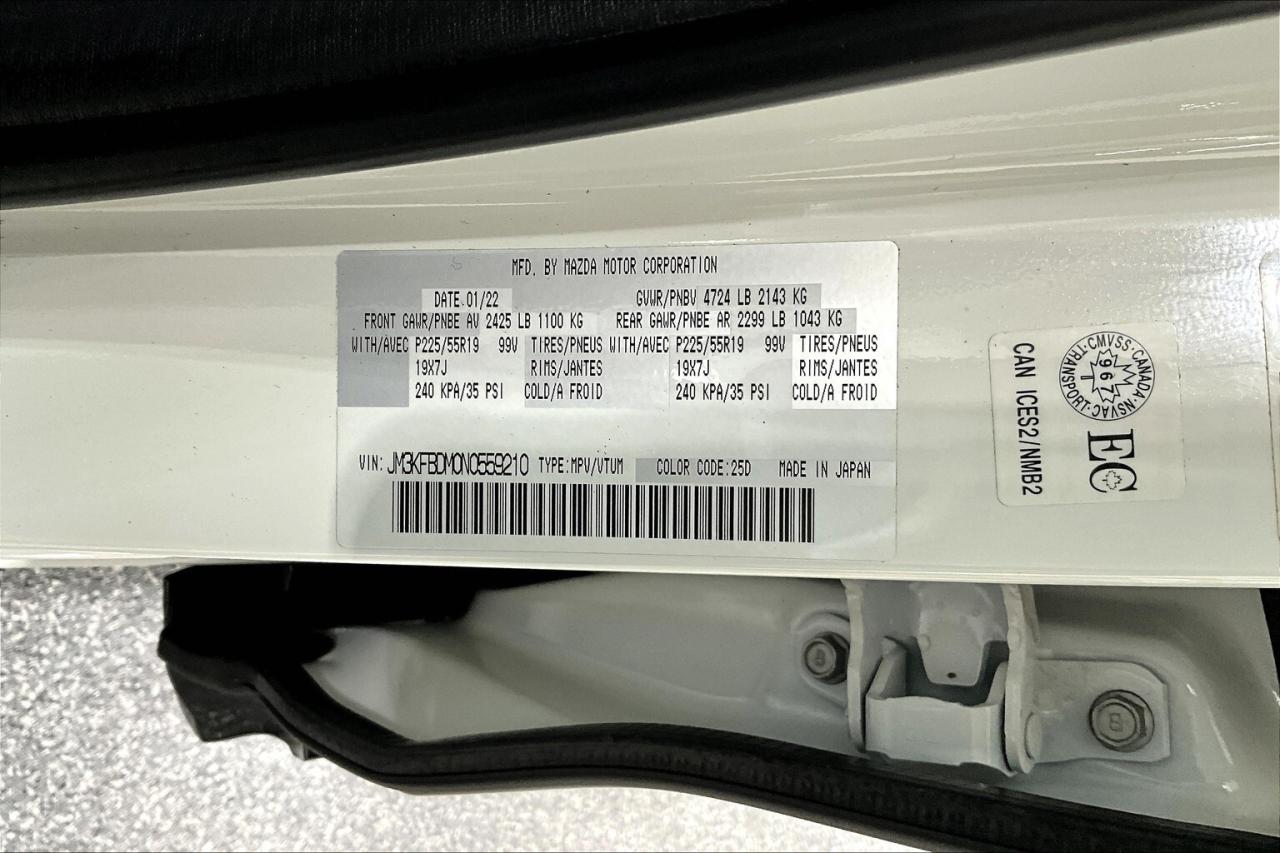 MFD. BY MAZDA MOTOR CORPORATION
DATE.01/22 GVWR/PNBV 4724 LB 2143 KG
FRONT GAWR/PNBE AV 2425 LB 1100 KG REAR GAWR/PNBE AR 2299 LB 1043 KG
WITH/AVEC P225/55R19 99V TIRES/PNEUS WITH/AVEC P225/55R19 99V TIRES/PNEUS
19X7J RIMS/JANTES 19X7J RIMS/JANTES
240 KPA/35 PSI COLD/A FROID 240 KPA/35 PSI COLD/A FROID
VIN: JM3KFBDM0N0559210 TYPE:MPV/VTUM COLOR CODE:25D MADE IN JAPAN
CANADA·NSVAC·TRANSPORT·CMVSS·
1967
EC
CAN ICES2/NMB2
8
8